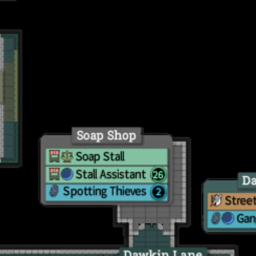 Soap Shop
Soap Stall
Stall Assistant 26
Spotting Thieves 2
Da
Street
Gan
Dawkin Lane